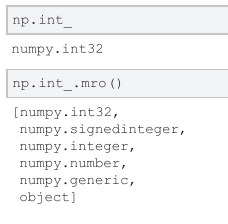 np.int_
numpy.int32
np.int_.mro()
[numpy.int32,
 numpy.signedinteger,
 numpy.integer,
 numpy.number,
 numpy.generic,
 object]